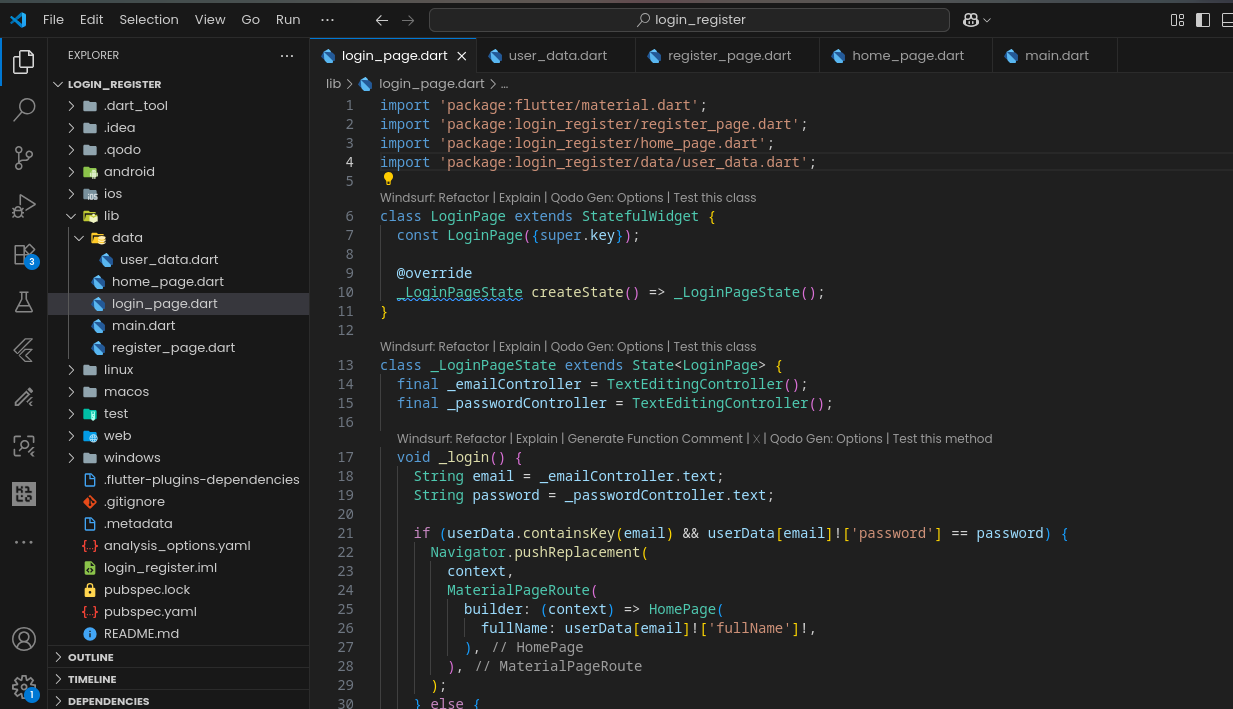 File Edit Selection View Go Run ···
login_register
EXPLORER
LOGIN_REGISTER
.dart_tool
.idea
.qodo
android
ios
lib
data
user_data.dart
home_page.dart
login_page.dart
main.dart
register_page.dart
linux
macos
test
web
windows
.flutter-plugins-dependencies
.gitignore
.metadata
analysis_options.yaml
login_register.iml
pubspec.lock
pubspec.yaml
README.md
OUTLINE
TIMELINE
DEPENDENCIES
3
1
login_page.dart user_data.dart register_page.dart home_page.dart main.dart
lib > login_page.dart > ...
1 import 'package:flutter/material.dart';
2 import 'package:login_register/register_page.dart';
3 import 'package:login_register/home_page.dart';
4 import 'package:login_register/data/user_data.dart';
5
Windsurf: Refactor | Explain | Qodo Gen: Options | Test this class
6 class LoginPage extends StatefulWidget {
7 const LoginPage({super.key});
8
9 @override
10 _LoginPageState createState() => _LoginPageState();
11 }
12
Windsurf: Refactor | Explain | Qodo Gen: Options | Test this class
13 class _LoginPageState extends State<LoginPage> {
14 final _emailController = TextEditingController();
15 final _passwordController = TextEditingController();
16
Windsurf: Refactor | Explain | Generate Function Comment | X | Qodo Gen: Options | Test this method
17 void _login() {
18 String email = _emailController.text;
19 String password = _passwordController.text;
20
21 if (userData.containsKey(email) && userData[email]!['password'] == password) {
22 Navigator.pushReplacement(
23 context,
24 MaterialPageRoute(
25 builder: (context) => HomePage(
26 fullName: userData[email]!['fullName']!,
27 ), // HomePage
28 ), // MaterialPageRoute
29 );
30 } else {